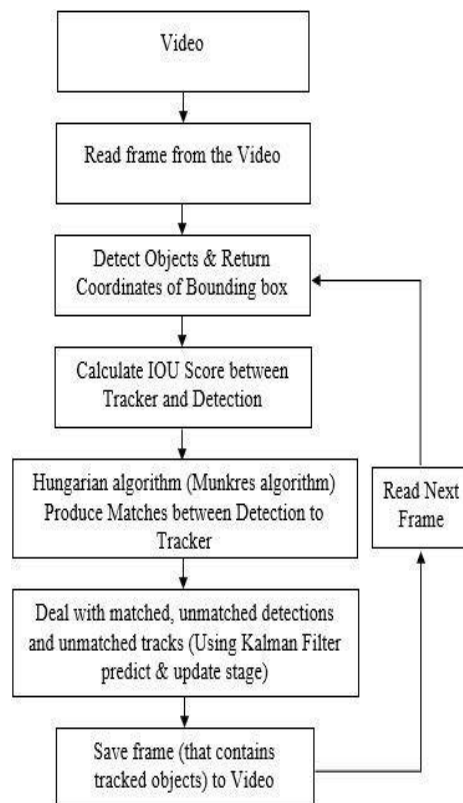 Video
Read frame from the Video
Detect Objects & Return
Coordinates of Bounding box
Calculate IOU Score between
Tracker and Detection
Hungarian algorithm (Munkres algorithm)
Produce Matches between Detection to
Tracker
Read Next
Frame
Deal with matched, unmatched detections
and unmatched tracks (Using Kalman Filter
predict & update stage)
Save frame (that contains
tracked objects) to Video